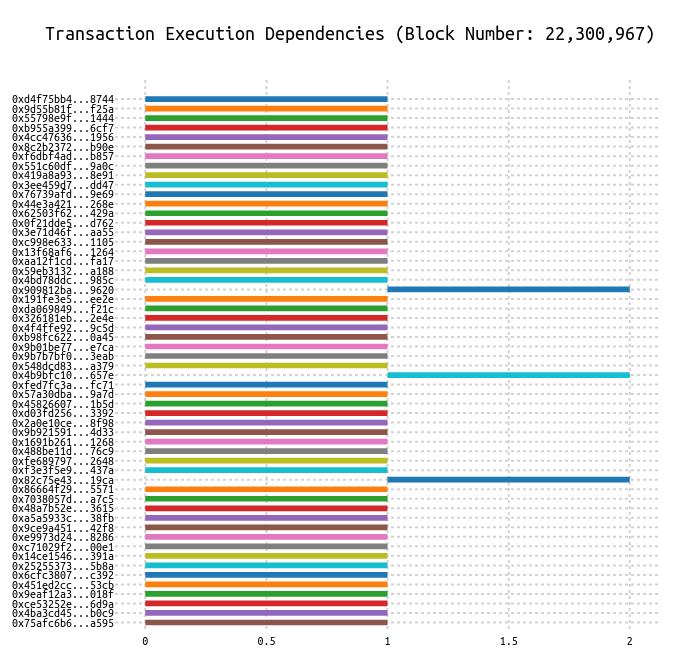 Transaction Execution Dependencies (Block Number: 22,300,967)
0xd4f75bb4...8744
0x9d55b81f...f25a
0x55798e9f...1444
0xb955a399...6cf7
0x4cc47636...1956
0x8c2b2372...b90e
0xf6dbf4ad...b857
0x551c60df...9a0c
0x419a8a93...8e91
0x3ee459d7...dd47
0x76739afd...9e69
0x44e3a421...268e
0x62503f62...429a
0x0f21dde5...d762
0x3e71d46f...aa55
0xc998e633...1105
0x13f68af6...1264
0xaa12f1cd...fa17
0x59eb3132...a188
0x4bd78ddc...985c
0x909812ba...9620
0x191fe3e5...ee2e
0xda069849...f21c
0x326181eb...2e4e
0x4f4ffe92...9c5d
0xb98fc622...0a45
0x9b01be77...e7ca
0x9b7b7bf0...3eab
0x548dcd83...a379
0x4b9bfc10...657e
0xfed7fc3a...fc71
0x57a30dba...9a7d
0x45826607...1b5d
0xd03fd256...3392
0x2a0e10ce...8f98
0x9b921591...4d33
0x1691b261...1268
0x488be11d...76c9
0xfe689797...2648
0xf3e3f5e9...437a
0x82c75e43...19ca
0x86664f29...5571
0x7038057d...a7c5
0x48a7b52e...3615
0xa5a5933c...38fb
0x9ce9a451...42f8
0xe9973d24...8286
0xc71029f2...00e1
0x14ce1546...391a
0x25255373...5b8a
0x6cfc3807...c392
0x451ed2cc...53cb
0x9eaf12a3...018f
0xce53252e...6d9a
0x4ba3cd45...b0c9
0x75afc6b6...a595
0 0.5 1 1.5 2